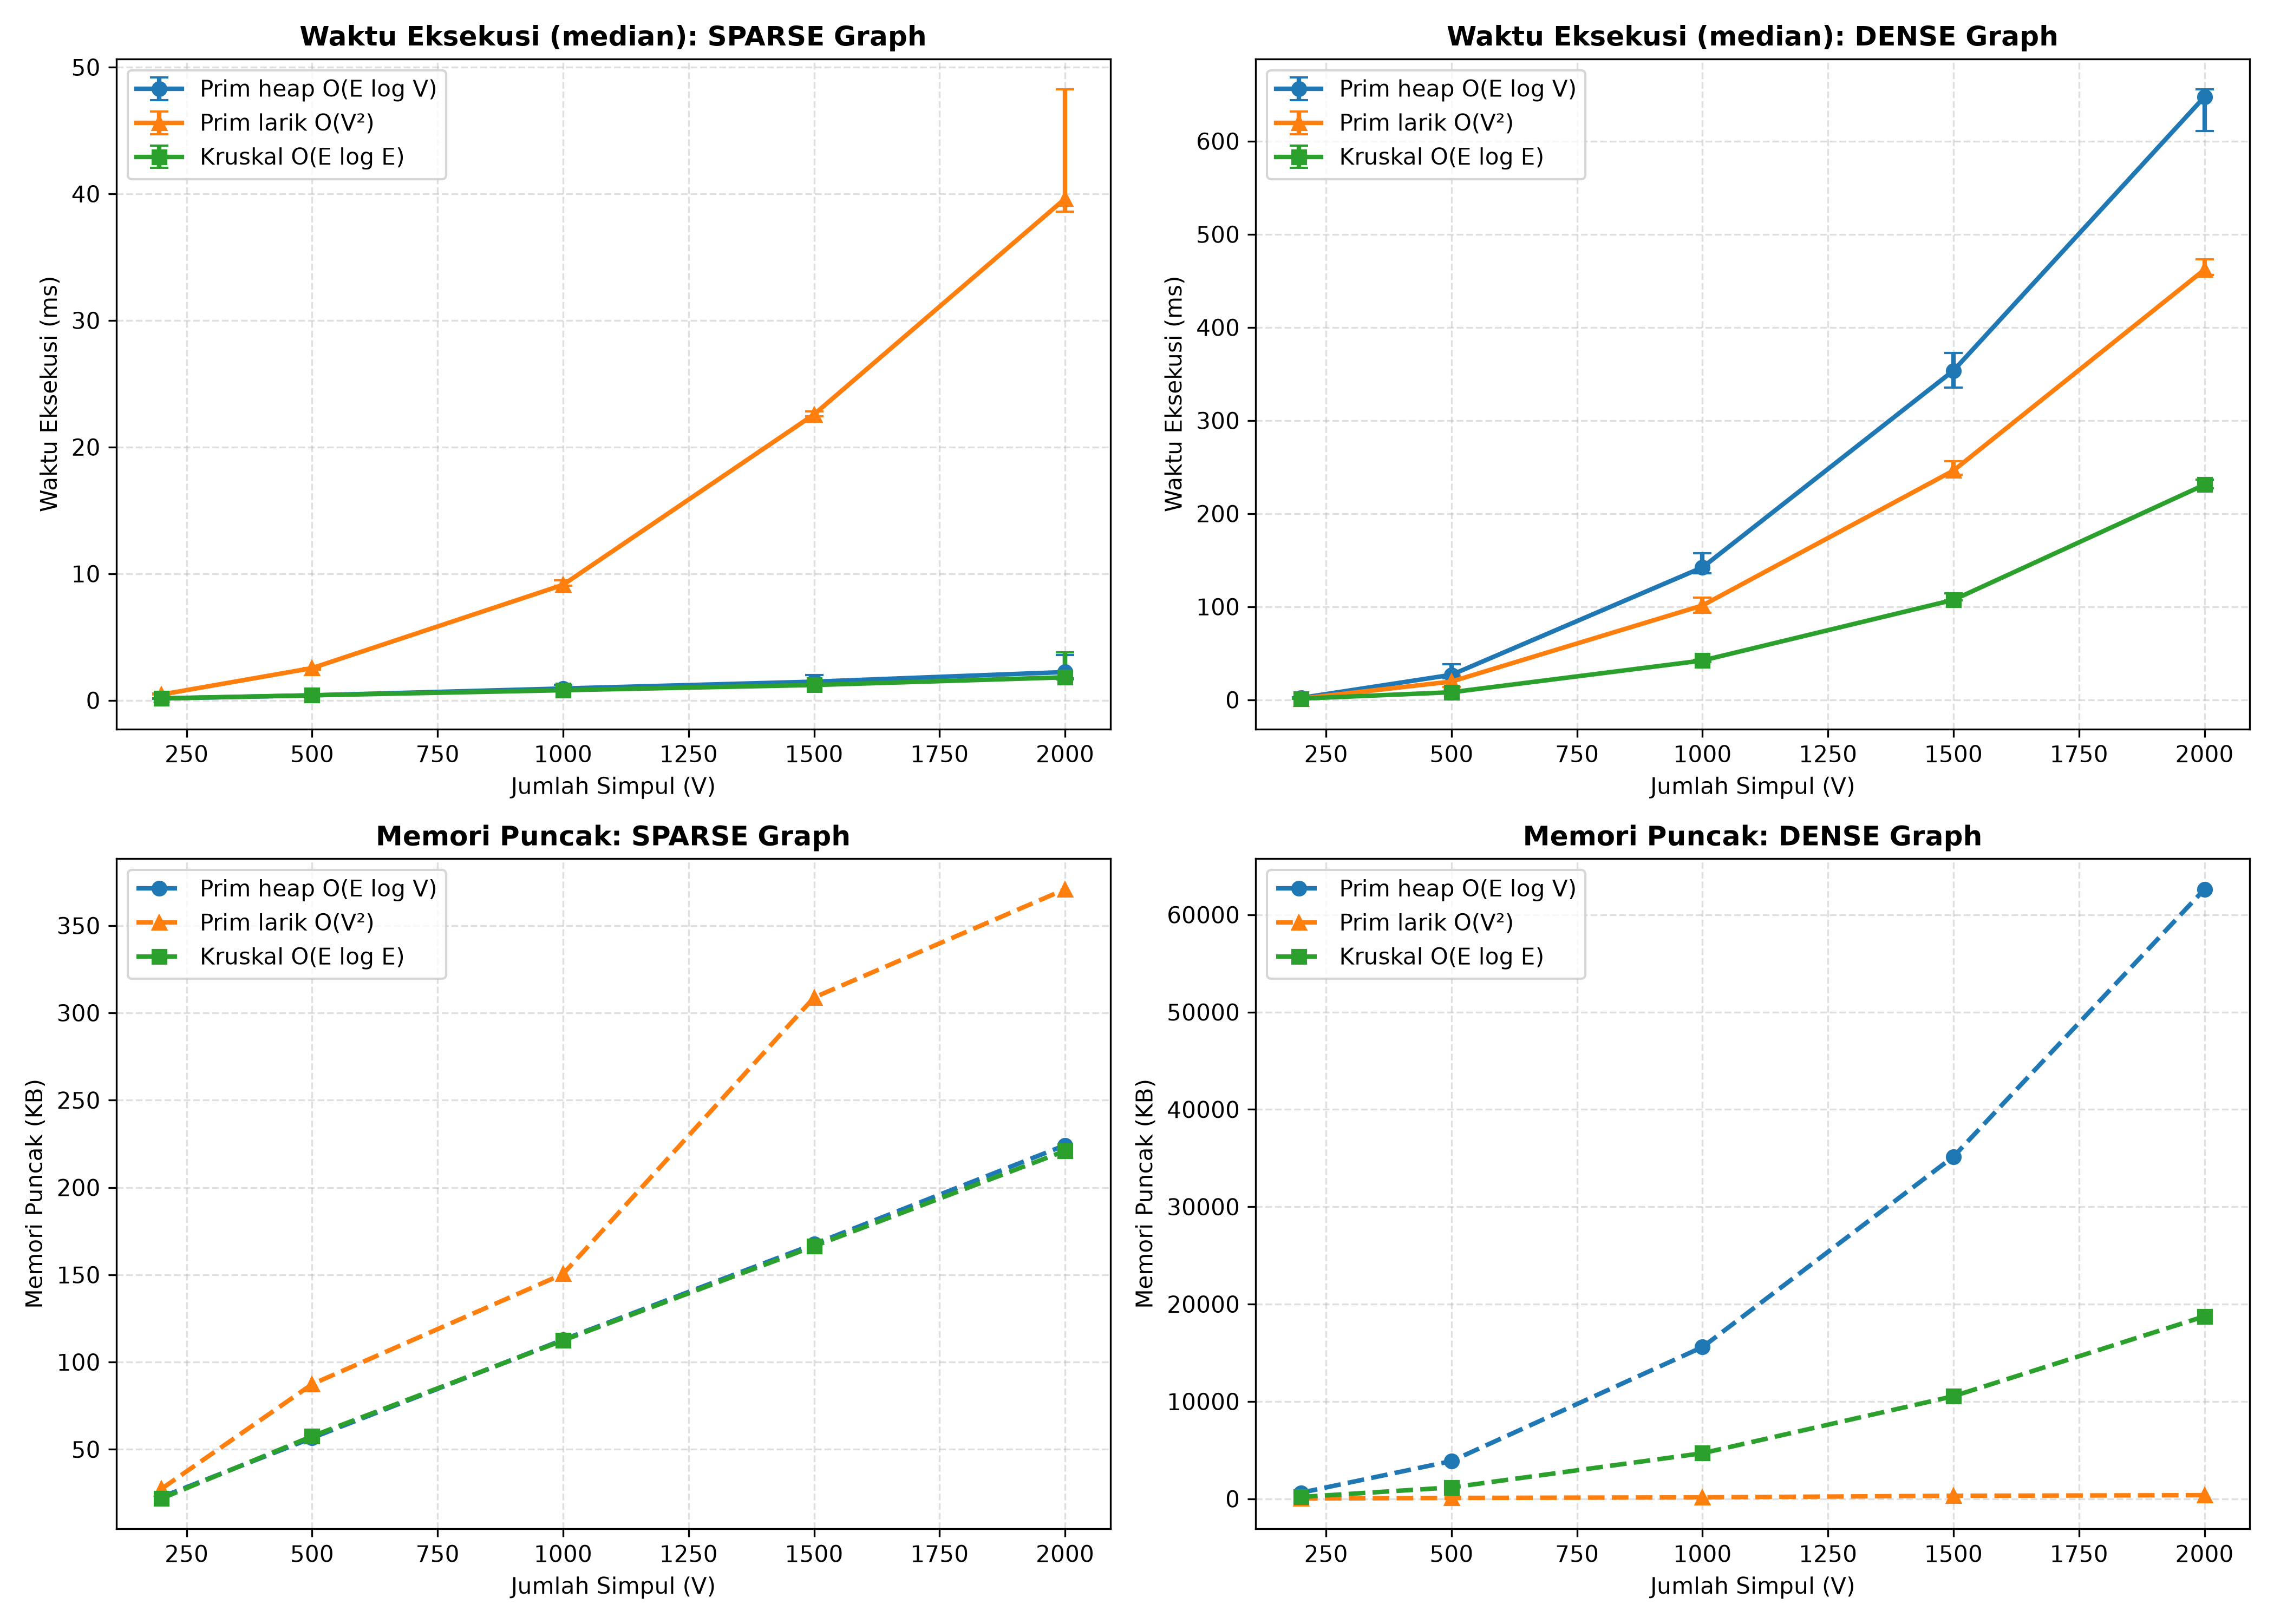 Waktu Eksekusi (median): SPARSE Graph
Prim heap O(E log V)
Prim larik O(V²)
Kruskal O(E log E)
Waktu Eksekusi (ms)
50
40
30
20
10
0
250 500 750 1000 1250 1500 1750 2000
Jumlah Simpul (V)
Waktu Eksekusi (median): DENSE Graph
Prim heap O(E log V)
Prim larik O(V²)
Kruskal O(E log E)
Waktu Eksekusi (ms)
600
500
400
300
200
100
0
250 500 750 1000 1250 1500 1750 2000
Jumlah Simpul (V)
Memori Puncak: SPARSE Graph
Prim heap O(E log V)
Prim larik O(V²)
Kruskal O(E log E)
Memori Puncak (KB)
350
300
250
200
150
100
50
250 500 750 1000 1250 1500 1750 2000
Jumlah Simpul (V)
Memori Puncak: DENSE Graph
Prim heap O(E log V)
Prim larik O(V²)
Kruskal O(E log E)
Memori Puncak (KB)
60000
50000
40000
30000
20000
10000
0
250 500 750 1000 1250 1500 1750 2000
Jumlah Simpul (V)